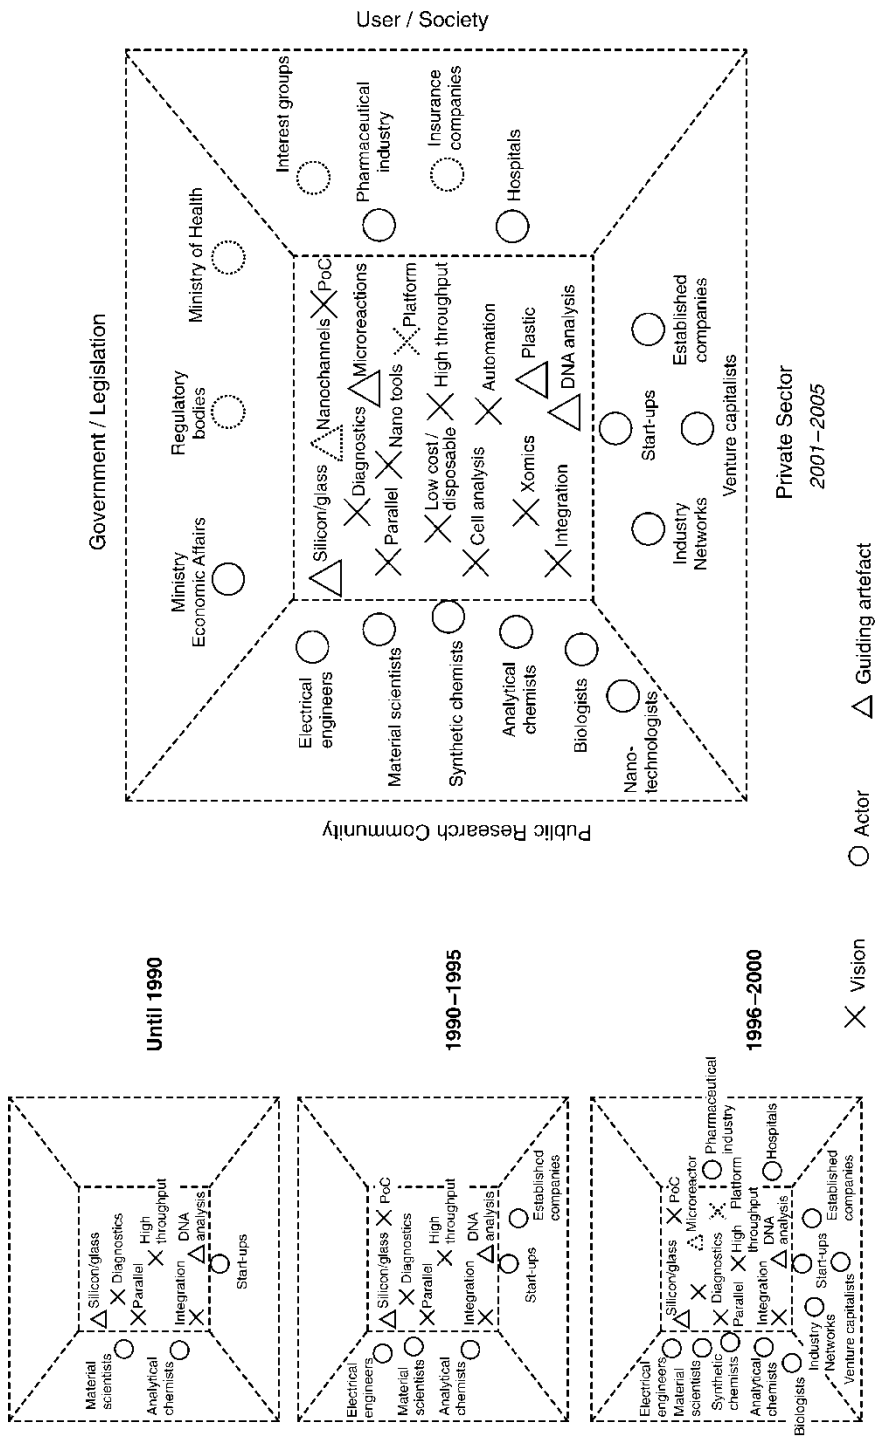 Until 1990
Silicon/glass
Diagnostics
Parallel
High
throughput
Integration
DNA
analysis
Material
scientists
Analytical
chemists
Start-ups
1990–1995
Silicon/glass
PoC
Diagnostics
Parallel
High
throughput
Integration
DNA
analysis
Electrical
engineers
Material
scientists
Analytical
chemists
Start-ups
Established
companies
1996–2000
Silicon/glass
PoC
Microreactor
Diagnostics
Platform
Parallel
High
throughput
Integration
DNA
analysis
Electrical
engineers
Material
scientists
Synthetic
chemists
Analytical
chemists
Biologists
Pharmaceutical
industry
Hospitals
Industry
Networks
Start-ups
Established
companies
Venture capitalists
Government / Legislation
Ministry
Economic Affairs
Regulatory
bodies
Ministry of Health
User / Society
Interest groups
Pharmaceutical
industry
Insurance
companies
Hospitals
Public Research Community
Electrical
engineers
Material scientists
Synthetic chemists
Analytical
chemists
Biologists
Nano-
technologists
Silicon/glass
Nanochannels
PoC
Diagnostics
Microreactions
Parallel
Nano tools
Platform
Low cost /
disposable
High throughput
Cell analysis
Automation
Xomics
Plastic
Integration
DNA analysis
Industry
Networks
Start-ups
Established
companies
Venture capitalists
Private Sector
2001–2005
Vision
Actor
Guiding artefact